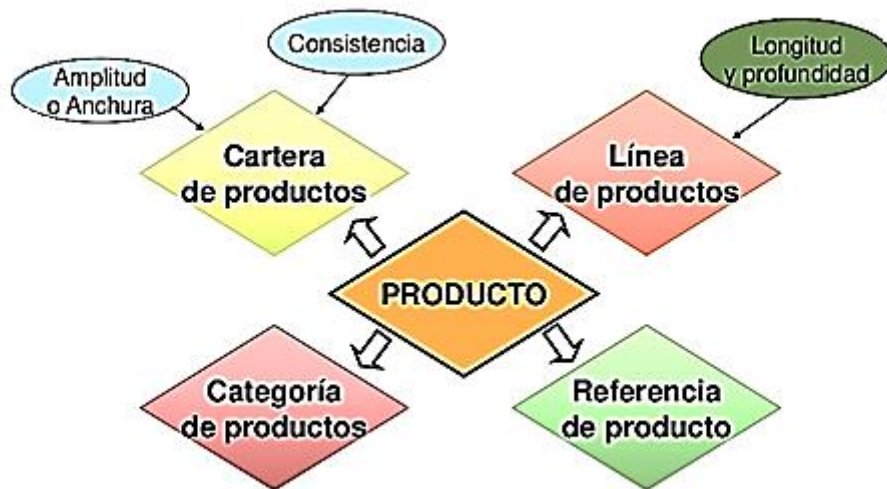 Consistencia
Amplitud
o Anchura
Longitud
y profundidad
Cartera
de productos
Línea
de productos
PRODUCTO
Categoría
de productos
Referencia
de producto